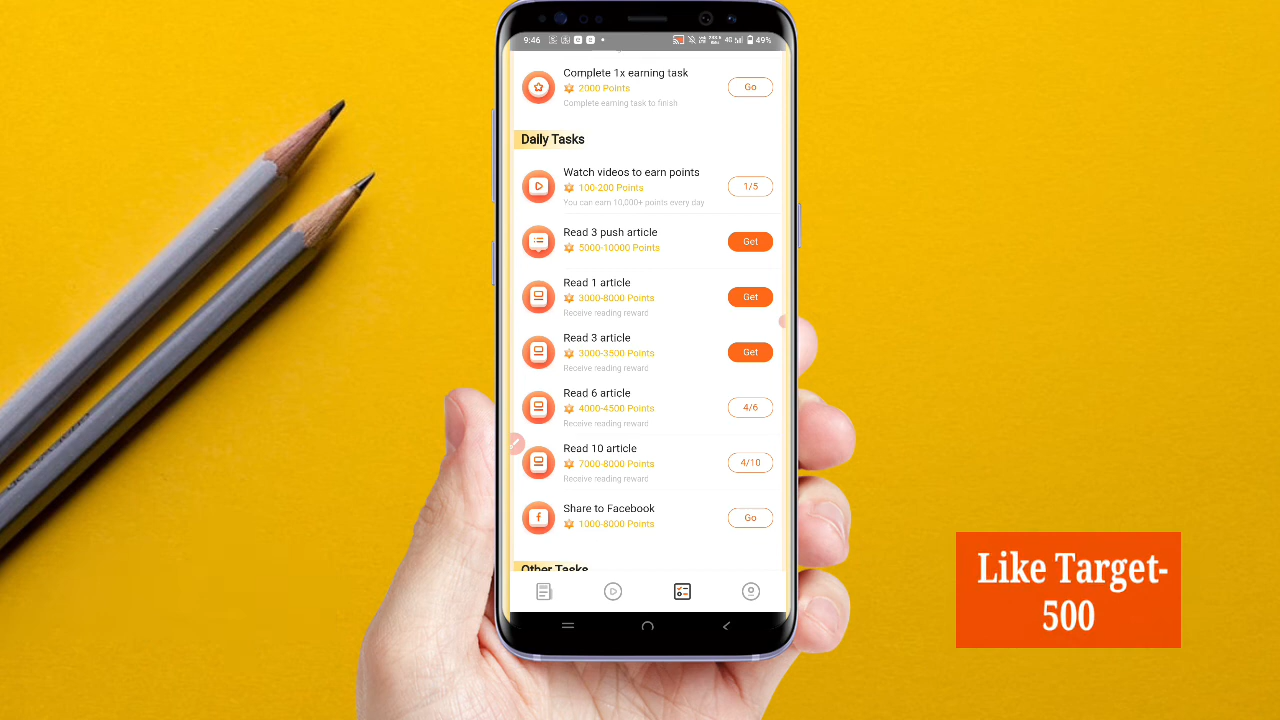 9:46
49%
Complete 1x earning task
2000 Points
Complete earning task to finish
Go
Daily Tasks
Watch videos to earn points
100-200 Points
You can earn 10,000+ points every day
1/5
Read 3 push article
5000-10000 Points
Get
Read 1 article
3000-8000 Points
Receive reading reward
Get
Read 3 article
3000-3500 Points
Receive reading reward
Get
Read 6 article
4000-4500 Points
Receive reading reward
4/6
Read 10 article
7000-8000 Points
Receive reading reward
4/10
Share to Facebook
1000-8000 Points
Go
Other Tasks
Like Target-
500